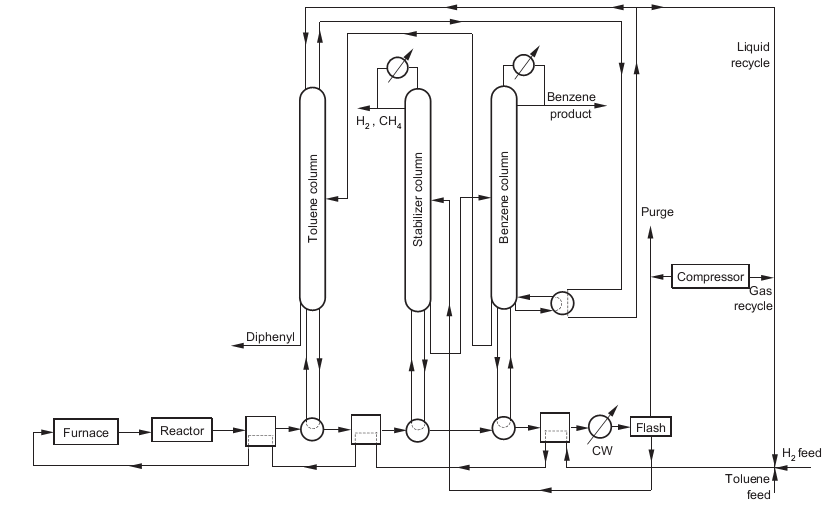 Liquid
recycle
Benzene
product
H2 , CH4
Toluene column
Stabilizer column
Benzene column
Purge
Compressor
Gas
recycle
Diphenyl
Furnace
Reactor
Flash
CW
H2 feed
Toluene
feed